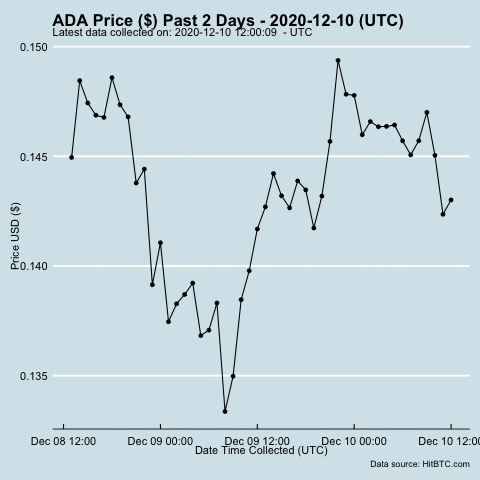 ADA Price ($) Past 2 Days - 2020-12-10 (UTC)
Latest data collected on: 2020-12-10 12:00:09  - UTC
0.150
0.145
0.140
0.135
Price USD ($)
Dec 08 12:00 Dec 09 00:00 Dec 09 12:00 Dec 10 00:00 Dec 10 12:00
Date Time Collected (UTC)
Data source: HitBTC.com